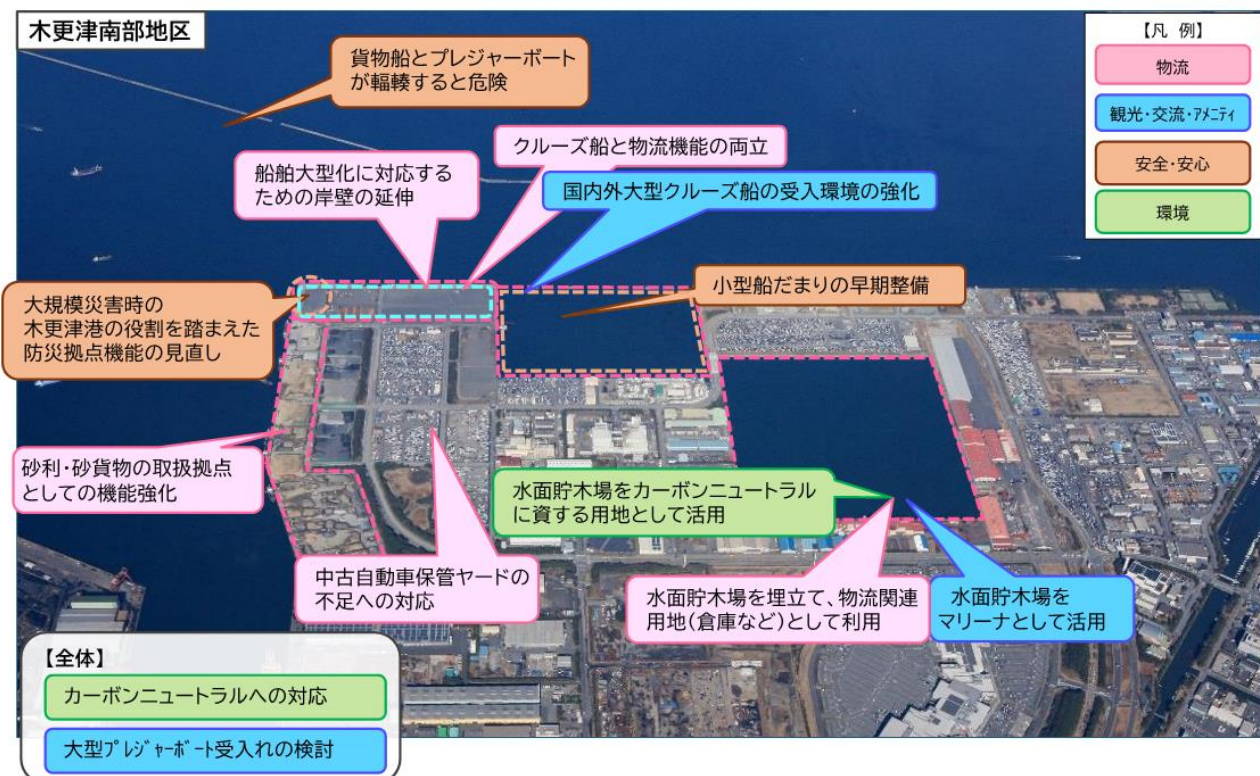 木更津南部地区
【凡 例】
物流
観光・交流・ｱﾒﾆﾃｨ
安全・安心
環境
貨物船とプレジャーボート
が輻輳すると危険
クルーズ船と物流機能の両立
船舶大型化に対応する
ための岸壁の延伸
国内外大型クルーズ船の受入環境の強化
小型船だまりの早期整備
大規模災害時の
木更津港の役割を踏まえた
防災拠点機能の見直し
砂利・砂貨物の取扱拠点
としての機能強化
水面貯木場をカーボンニュートラル
に資する用地として活用
中古自動車保管ヤードの
不足への対応
水面貯木場を埋立て、物流関連
用地(倉庫など)として利用
水面貯木場を
マリーナとして活用
【全体】
カーボンニュートラルへの対応
大型ﾌﾟﾚｼﾞｬｰﾎﾞｰﾄ受入れの検討